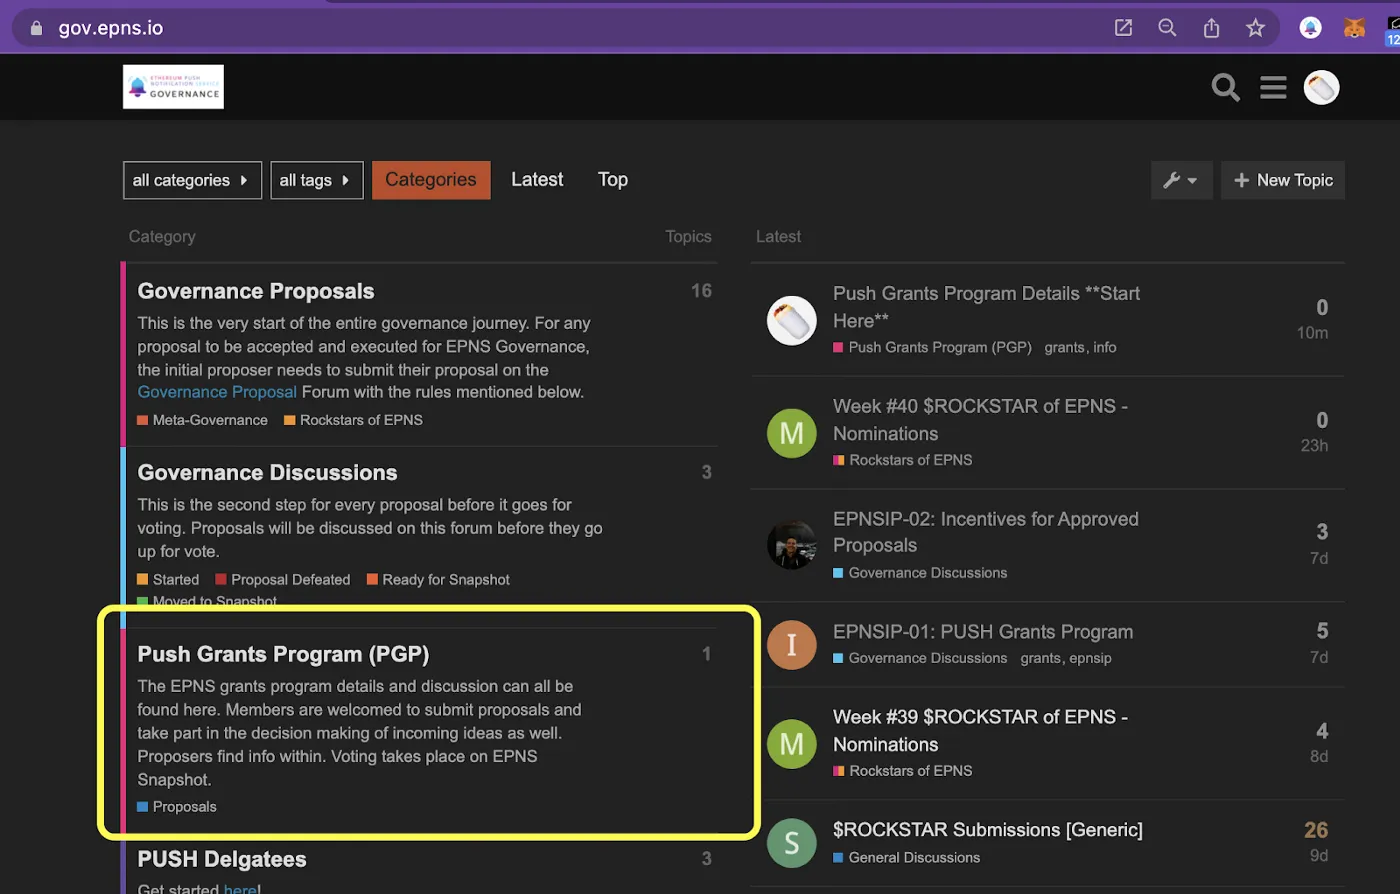 gov.epns.io
12
ETHEREUM PUSH
NOTIFICATION SERVICE
GOVERNANCE
all categories
all tags
Categories
Latest
Top
New Topic
Category
Topics
Governance Proposals
16
This is the very start of the entire governance journey. For any
proposal to be accepted and executed for EPNS Governance,
the initial proposer needs to submit their proposal on the
Governance Proposal Forum with the rules mentioned below.
Meta-Governance
Rockstars of EPNS
Governance Discussions
3
This is the second step for every proposal before it goes for
voting. Proposals will be discussed on this forum before they go
up for vote.
Started
Proposal Defeated
Ready for Snapshot
Moved to Snapshot
Push Grants Program (PGP)
1
The EPNS grants program details and discussion can all be
found here. Members are welcomed to submit proposals and
take part in the decision making of incoming ideas as well.
Proposers find info within. Voting takes place on EPNS
Snapshot.
Proposals
PUSH Delgatees
3
Get started here!
Latest
Push Grants Program Details **Start
Here**
0
10m
Push Grants Program (PGP) grants, info
M
Week #40 $ROCKSTAR of EPNS -
Nominations
0
23h
Rockstars of EPNS
EPNSIP-02: Incentives for Approved
Proposals
3
7d
Governance Discussions
I
EPNSIP-01: PUSH Grants Program
5
7d
Governance Discussions grants, epnsip
M
Week #39 $ROCKSTAR of EPNS -
Nominations
4
8d
Rockstars of EPNS
S
$ROCKSTAR Submissions [Generic]
26
9d
General Discussions